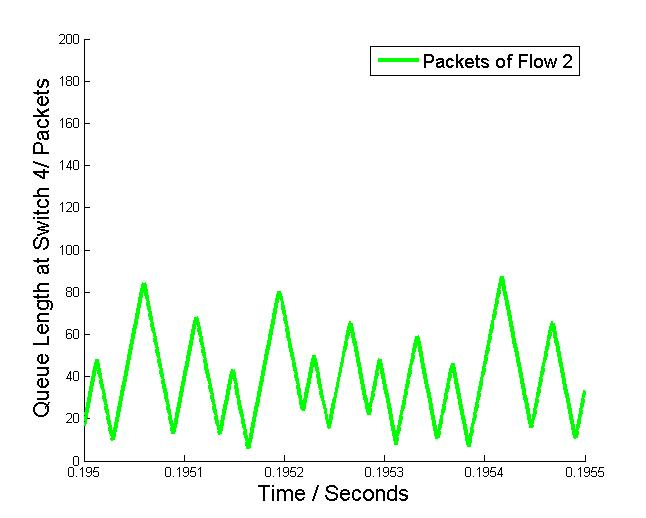 Packets of Flow 2
Queue Length at Switch 4/ Packets
200
180
160
140
120
100
80
60
40
20
0
0.195 0.1951 0.1952 0.1953 0.1954 0.1955
Time / Seconds